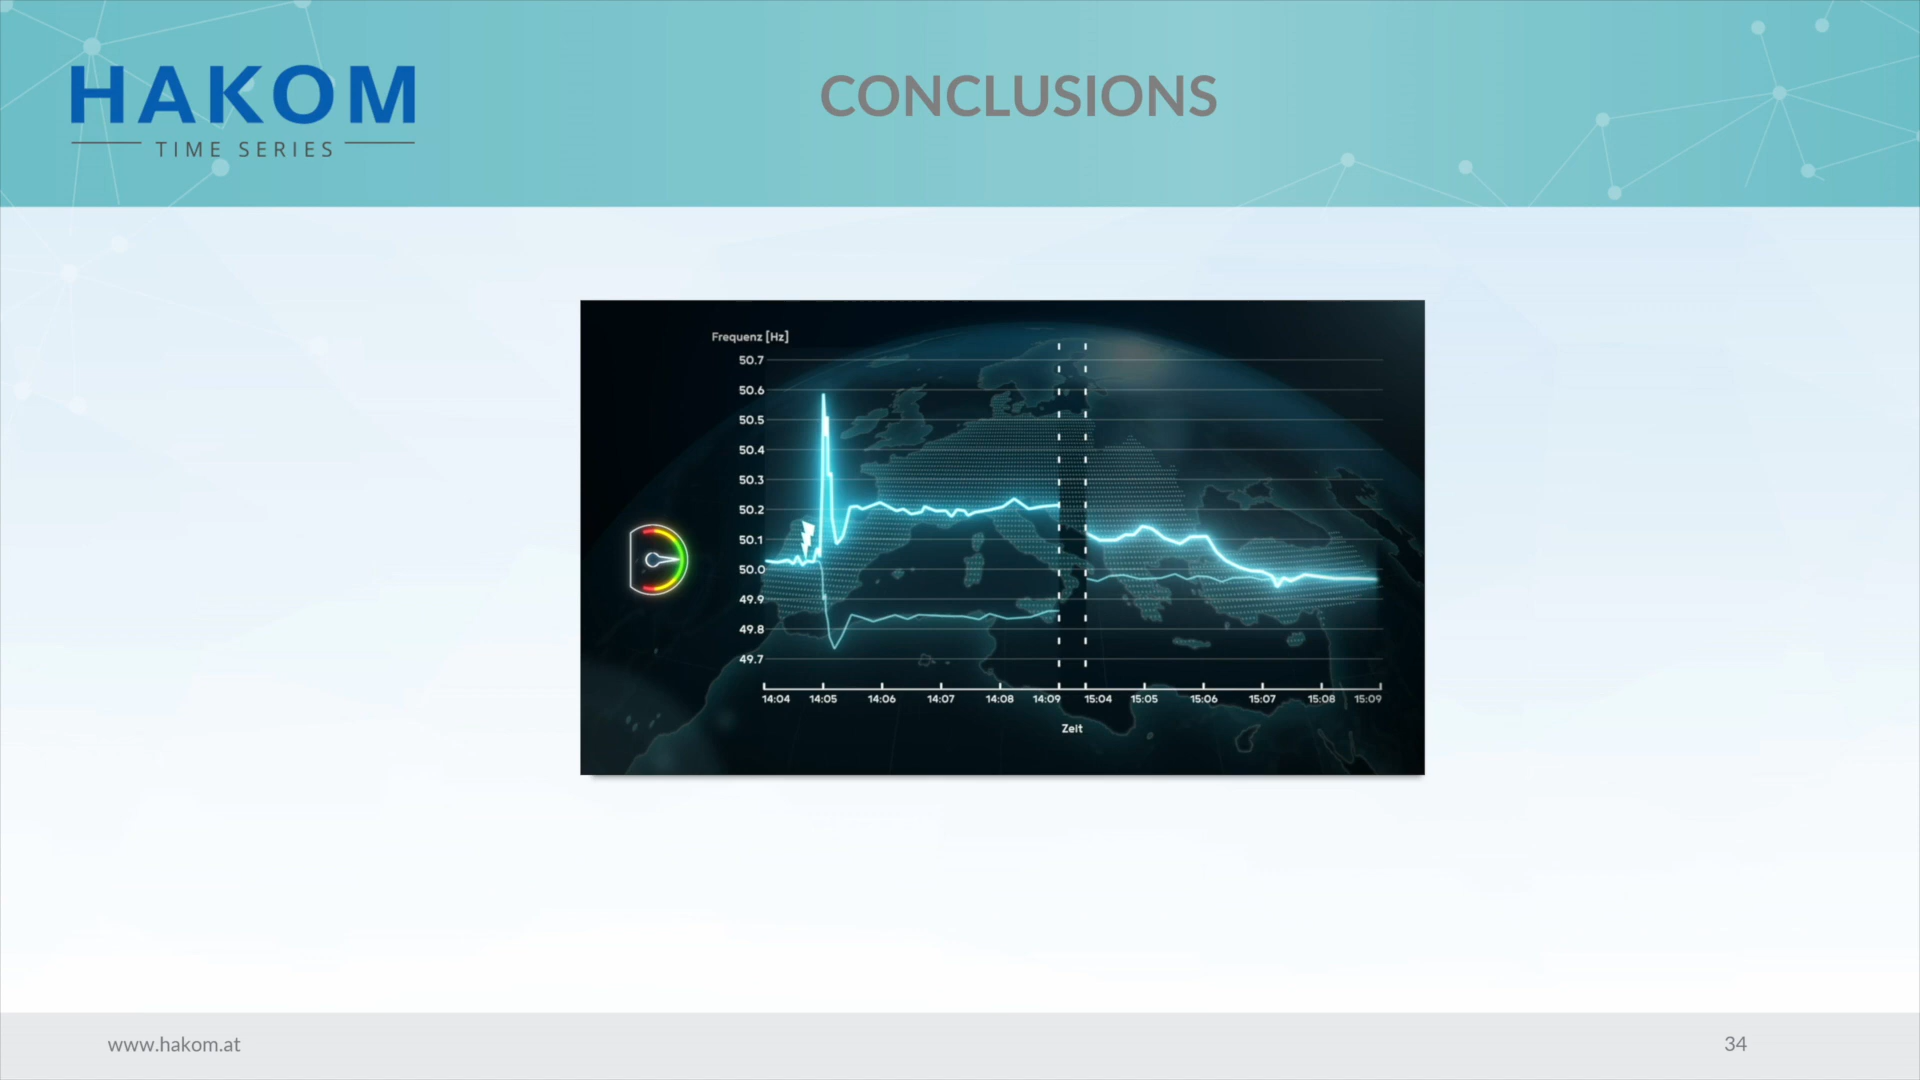 HAKOM
TIME SERIES
CONCLUSIONS
Frequenz [Hz]
50.7
50.6
50.5
50.4
50.3
50.2
50.1
50.0
49.9
49.8
49.7
14:04 14:05 14:06 14:07 14:08 14:09 15:04 15:05 15:06 15:07 15:08 15:09
Zeit
www.hakom.at
34